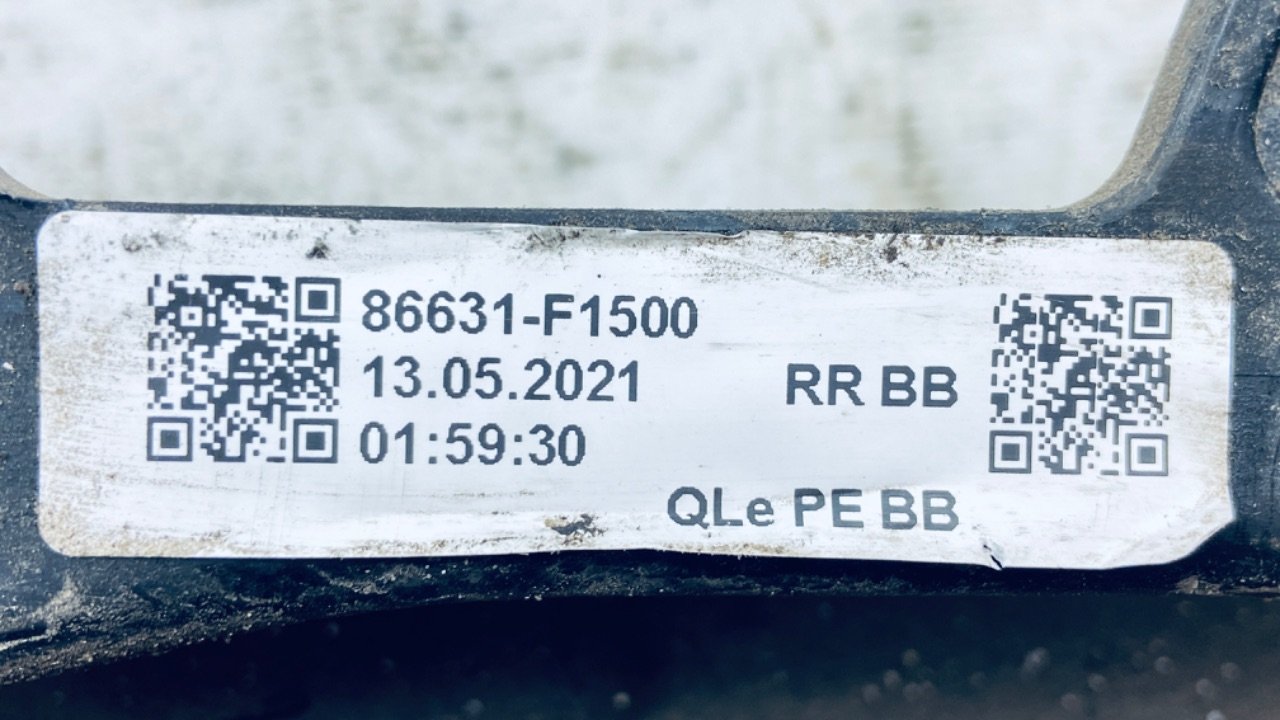 86631-F1500
13.05.2021
RR BB
01:59:30
QLe PE BB